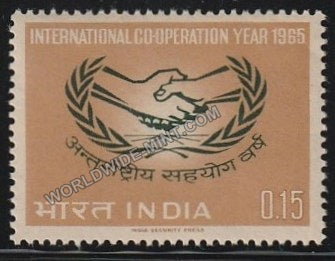 INTERNATIONAL CO-OPERATION YEAR 1965
अन्तर्राष्ट्रीय सहयोग वर्ष
WORLDWIDE-MINT.COM
भारत INDIA 0.15
INDIA SECURITY PRESS